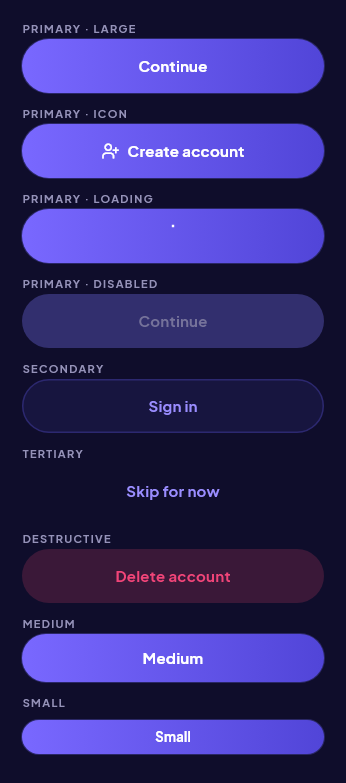 PRIMARY · LARGE
Continue
PRIMARY · ICON
Create account
PRIMARY · LOADING
PRIMARY · DISABLED
Continue
SECONDARY
Sign in
TERTIARY
Skip for now
DESTRUCTIVE
Delete account
MEDIUM
Medium
SMALL
Small